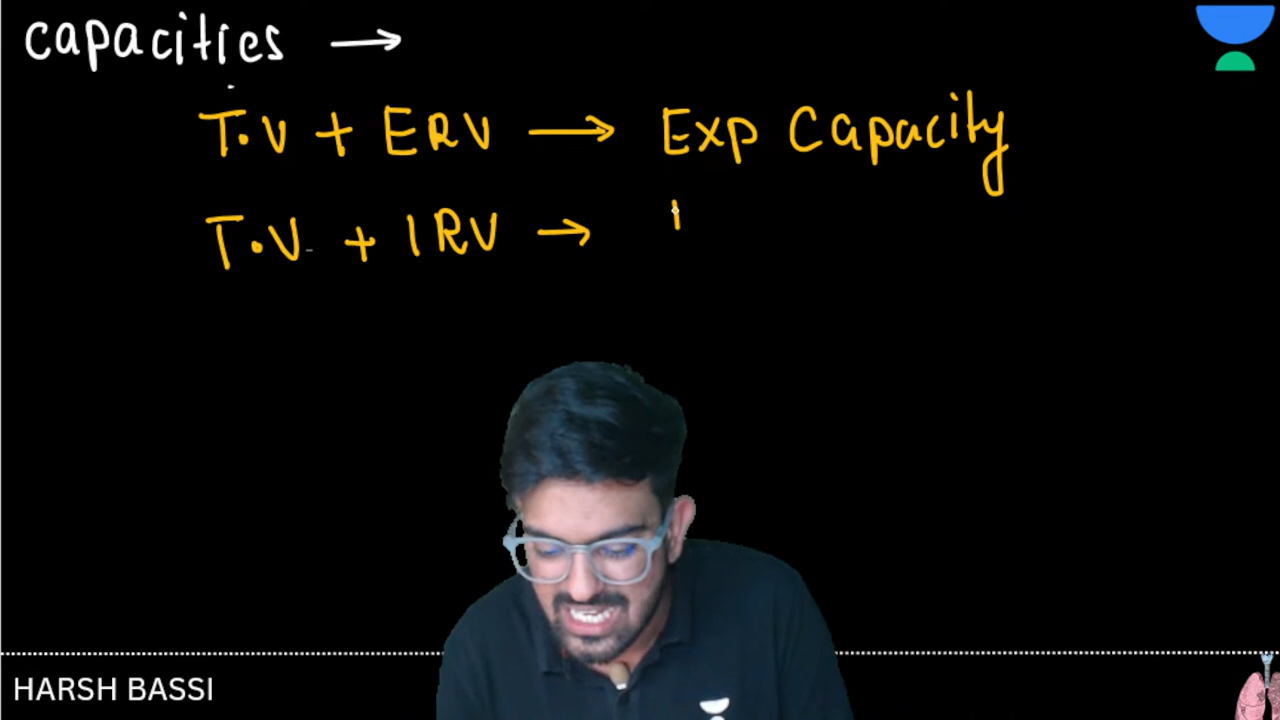 capacities →
T.V + ERV → Exp Capacity
T.V + IRV → I
HARSH BASSI